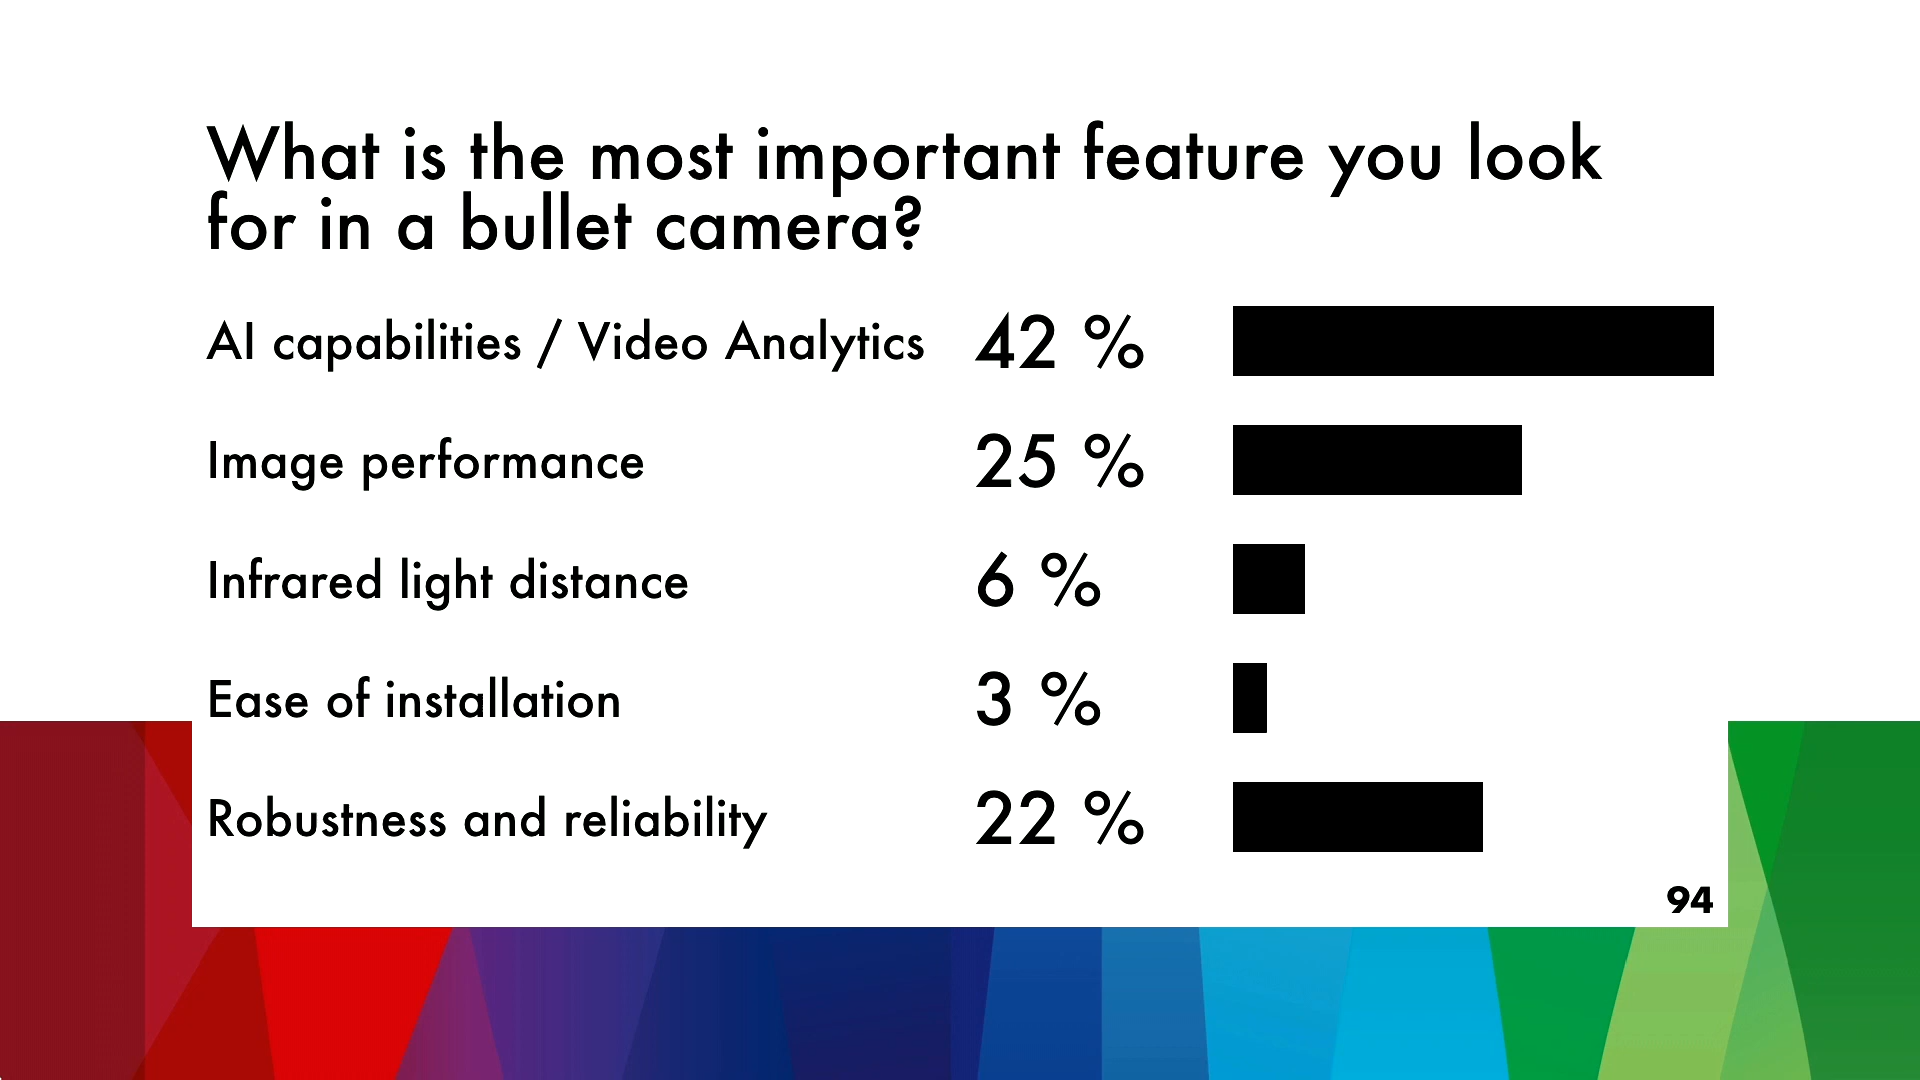 What is the most important feature you look
for in a bullet camera?
AI capabilities / Video Analytics 42 %
Image performance 25 %
Infrared light distance 6 %
Ease of installation 3 %
Robustness and reliability 22 %
94